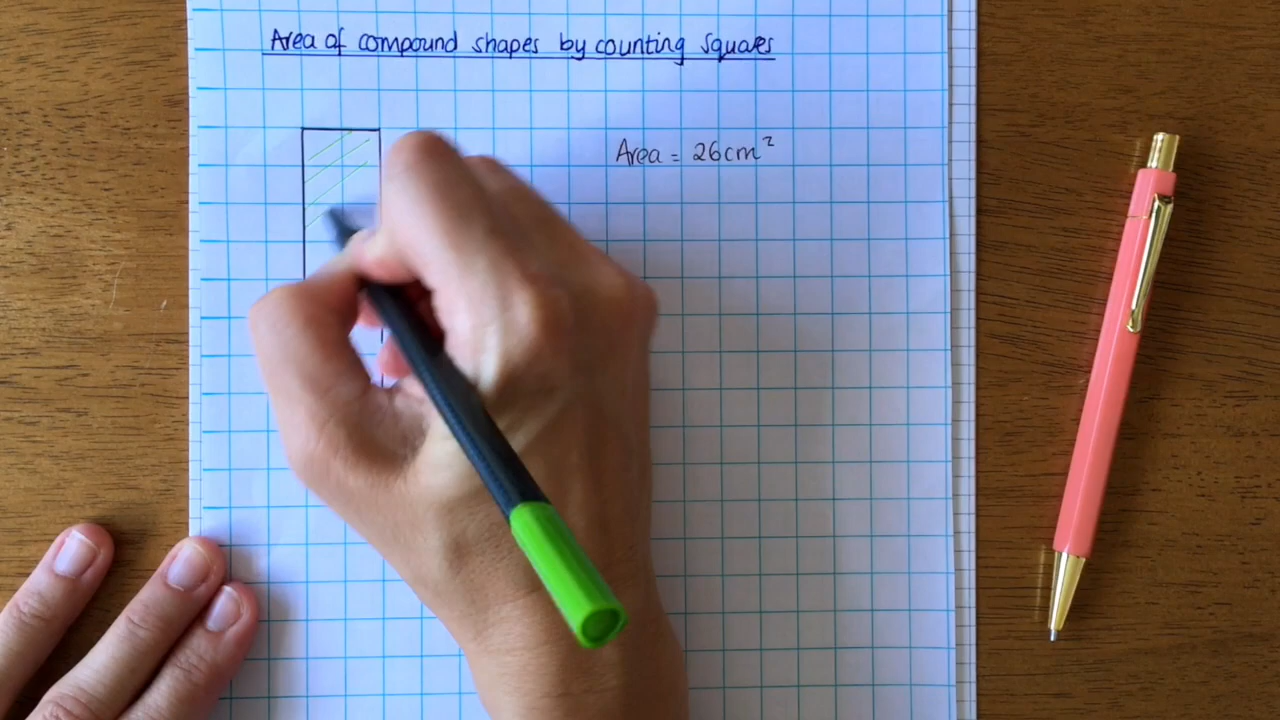 Area of compound shapes by counting squares
Area = 26cm²